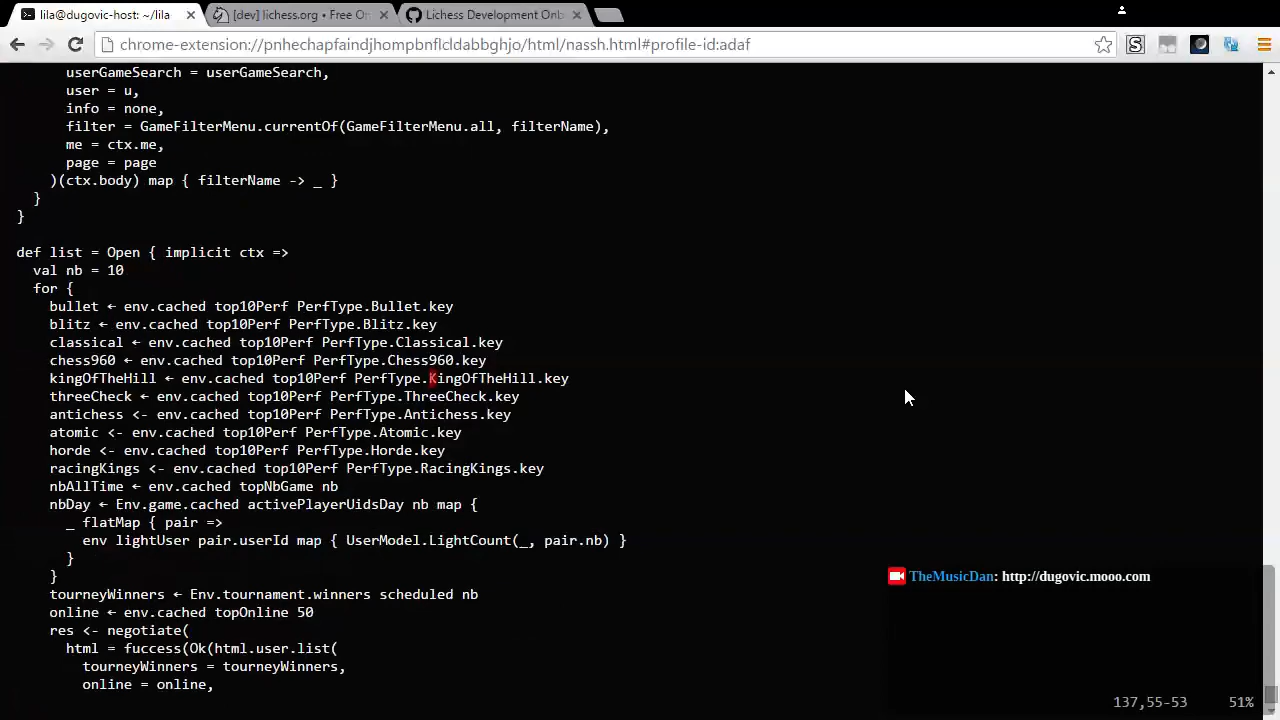 lila@dugovic-host: ~/lila
[dev] lichess.org • Free O
Lichess Development Onb
chrome-extension://pnhechapfaindjhompbnflcldabbghjo/html/nassh.html#profile-id:adaf
userGameSearch = userGameSearch,
user = u,
info = none,
filter = GameFilterMenu.currentOf(GameFilterMenu.all, filterName),
me = ctx.me,
page = page
)(ctx.body) map { filterName -> _ }
}
}
def list = Open { implicit ctx =>
val nb = 10
for {
bullet ← env.cached top10Perf PerfType.Bullet.key
blitz ← env.cached top10Perf PerfType.Blitz.key
classical ← env.cached top10Perf PerfType.Classical.key
chess960 ← env.cached top10Perf PerfType.Chess960.key
kingOfTheHill ← env.cached top10Perf PerfType.KingOfTheHill.key
threeCheck ← env.cached top10Perf PerfType.ThreeCheck.key
antichess <- env.cached top10Perf PerfType.Antichess.key
atomic <- env.cached top10Perf PerfType.Atomic.key
horde <- env.cached top10Perf PerfType.Horde.key
racingKings <- env.cached top10Perf PerfType.RacingKings.key
nbAllTime ← env.cached topNbGame nb
nbDay ← Env.game.cached activePlayerUidsDay nb map {
_ flatMap { pair =>
env lightUser pair.userId map { UserModel.LightCount(_, pair.nb) }
}
}
tourneyWinners ← Env.tournament.winners scheduled nb
online ← env.cached topOnline 50
res <- negotiate(
html = fuccess(Ok(html.user.list(
tourneyWinners = tourneyWinners,
online = online,
TheMusicDan: http://dugovic.mooo.com
137,55-53 51%